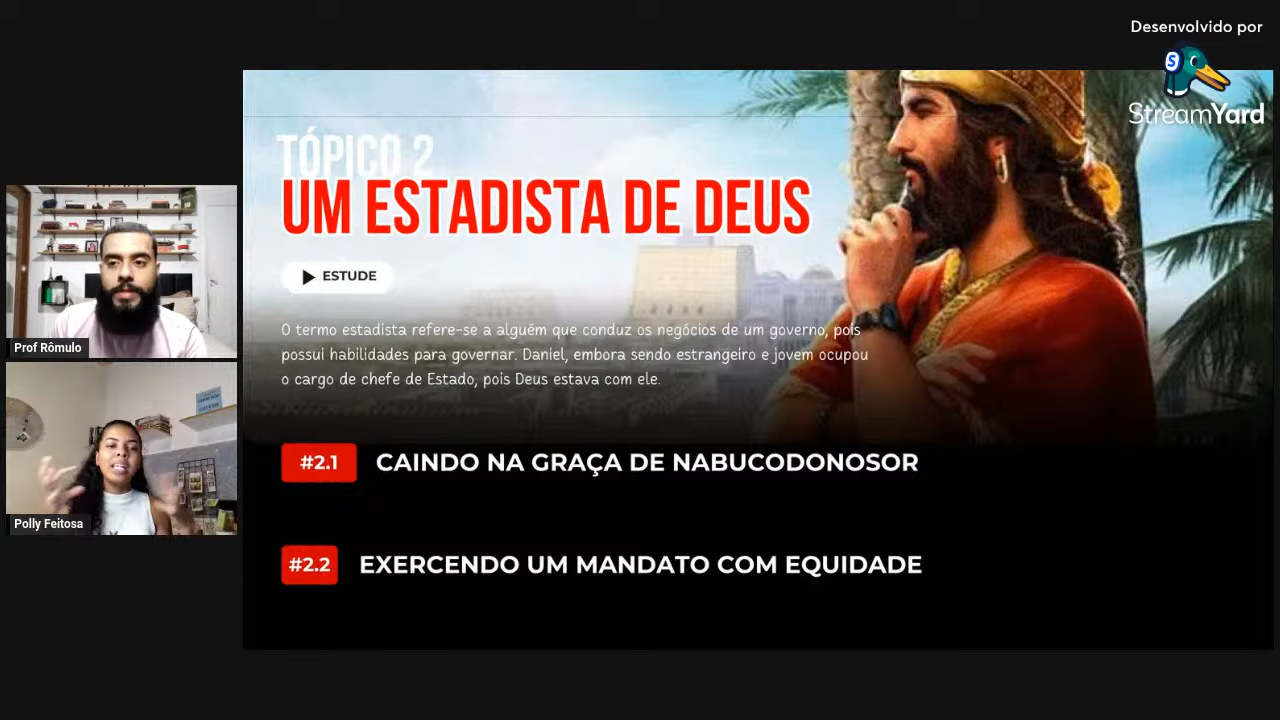 Desenvolvido por
StreamYard
TÓPICO 2
UM ESTADISTA DE DEUS
ESTUDE
O termo estadista refere-se a alguém que conduz os negócios de um governo, pois
possui habilidades para governar. Daniel, embora sendo estrangeiro e jovem ocupou
o cargo de chefe de Estado, pois Deus estava com ele.
#2.1 CAINDO NA GRAÇA DE NABUCODONOSOR
#2.2 EXERCENDO UM MANDATO COM EQUIDADE
Prof Rômulo
Polly Feitosa